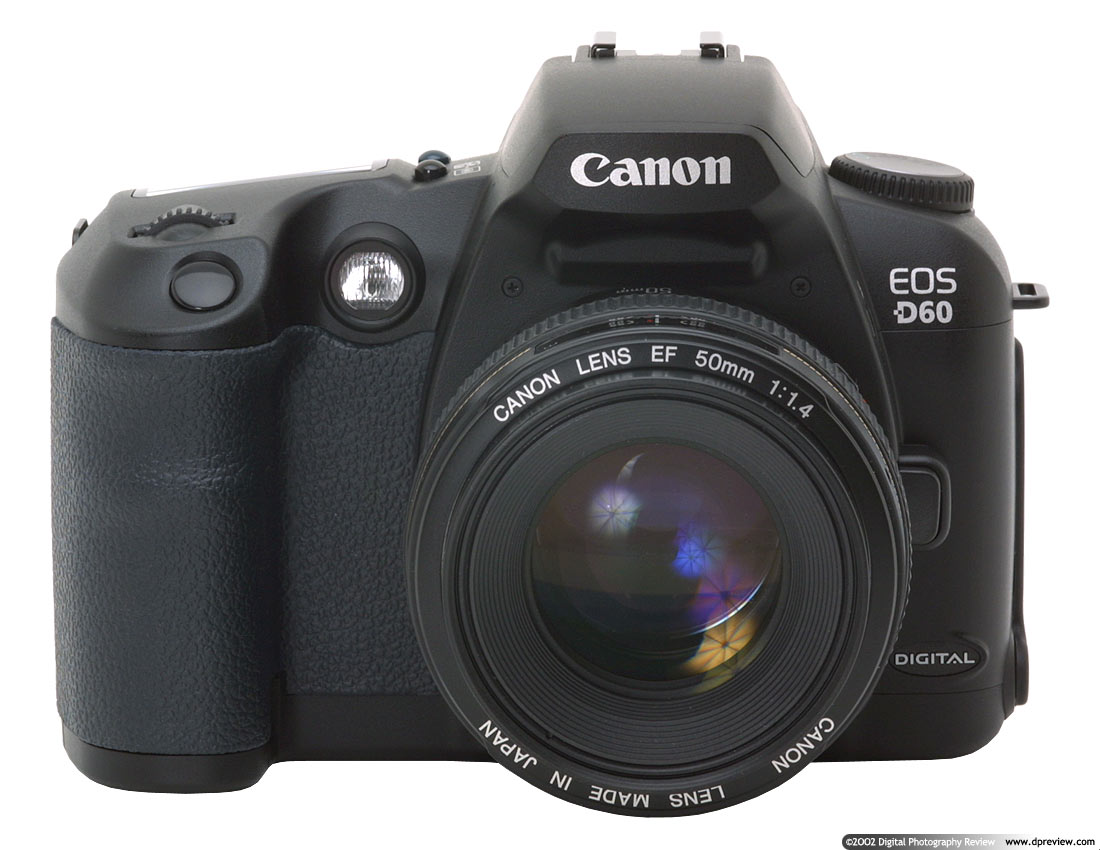 Canon
EOS
D60
50mm
CANON LENS EF 50mm 1:1.4
DIGITAL
CANON LENS MADE IN JAPAN
©2002 Digital Photography Review www.dpreview.com